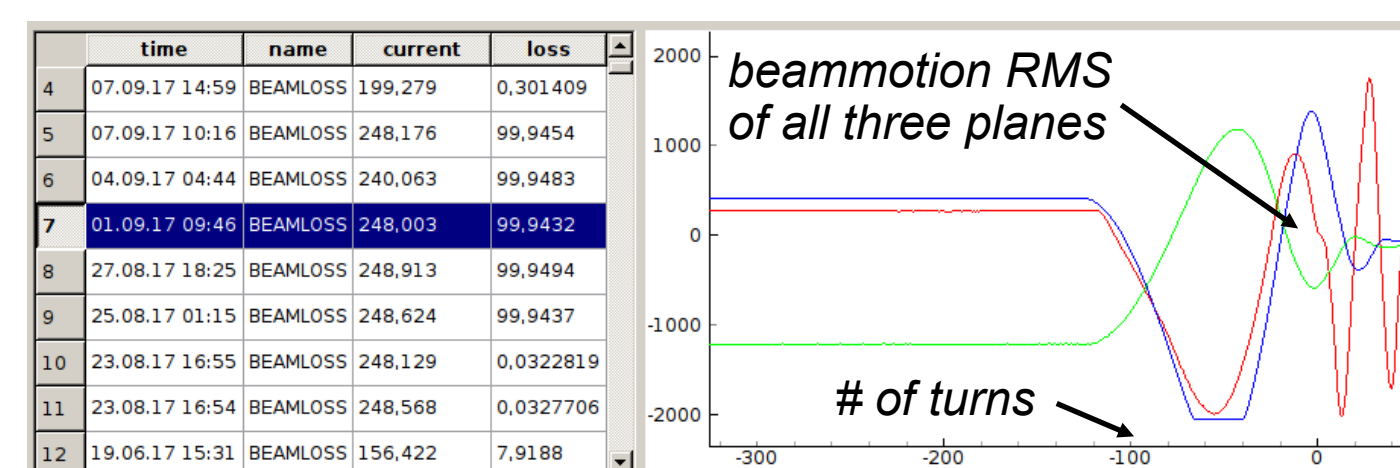 time name current loss
4 07.09.17 14:59 BEAMLOSS 199,279 0,301409
5 07.09.17 10:16 BEAMLOSS 248,176 99,9454
6 04.09.17 04:44 BEAMLOSS 240,063 99,9483
7 01.09.17 09:46 BEAMLOSS 248,003 99,9432
8 27.08.17 18:25 BEAMLOSS 248,913 99,9494
9 25.08.17 01:15 BEAMLOSS 248,624 99,9437
10 23.08.17 16:55 BEAMLOSS 248,129 0,0322819
11 23.08.17 16:54 BEAMLOSS 248,568 0,0327706
12 19.06.17 15:31 BEAMLOSS 156,422 7,9188
2000
beammotion RMS
of all three planes
1000
0
-1000
# of turns
-2000
-300 -200 -100 0